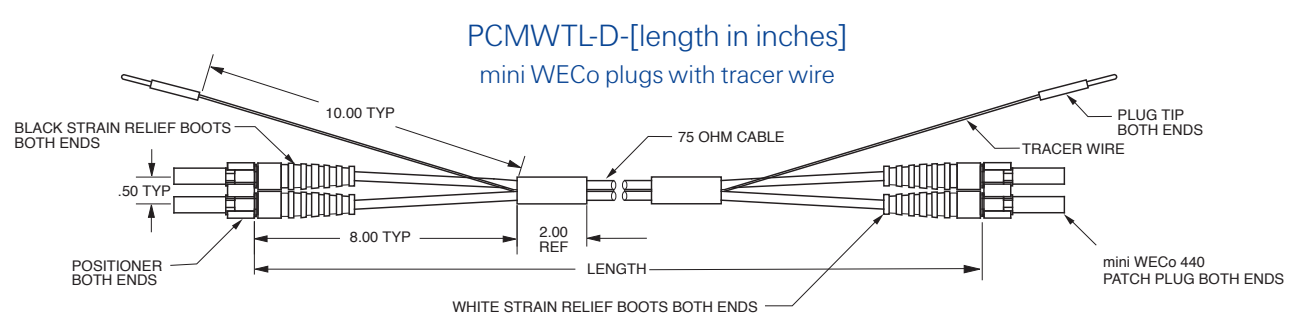 PCMWTL-D-[length in inches]
mini WECo plugs with tracer wire
10.00 TYP
BLACK STRAIN RELIEF BOOTS
BOTH ENDS
75 OHM CABLE
PLUG TIP
BOTH ENDS
TRACER WIRE
.50 TYP
8.00 TYP
2.00
REF
POSITIONER
BOTH ENDS
LENGTH
mini WECo 440
PATCH PLUG BOTH ENDS
WHITE STRAIN RELIEF BOOTS BOTH ENDS